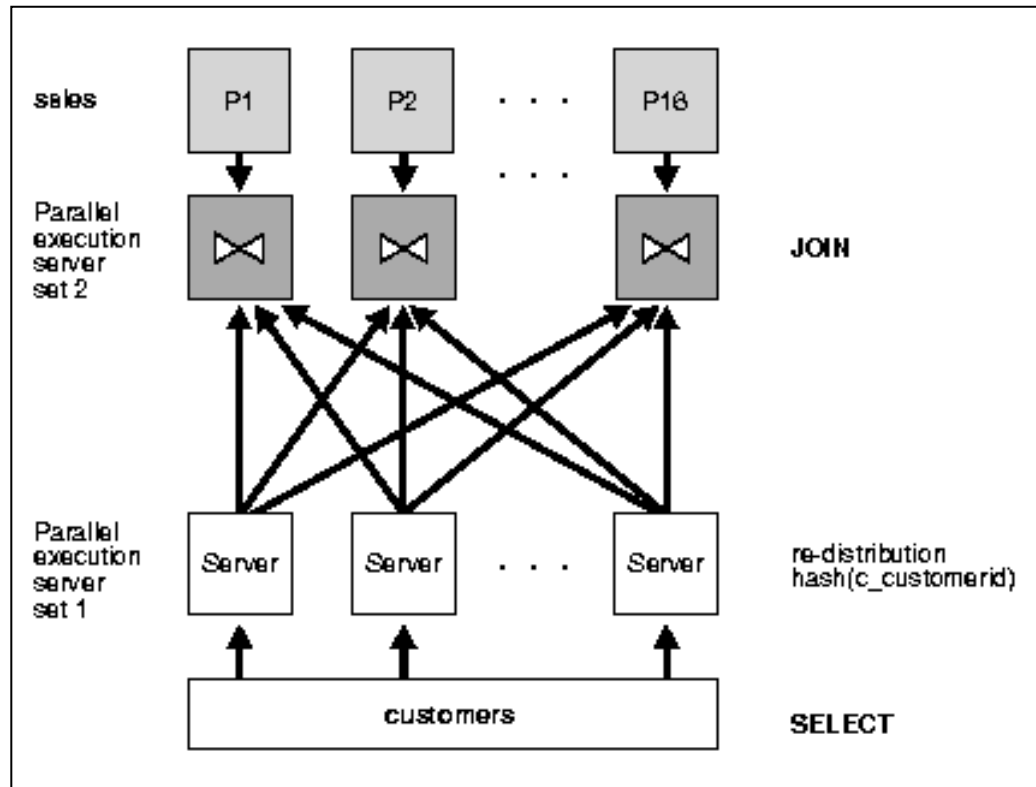 sales
P1
P2
. . .
P16
. . .
Parallel
execution
server
set 2
JOIN
Parallel
execution
server
set 1
Server
Server
. . .
Server
re-distribution
hash(c_customerid)
customers
SELECT